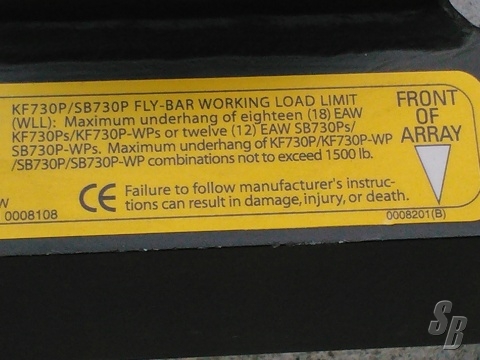 KF730P/SB730P FLY-BAR WORKING LOAD LIMIT
(WLL): Maximum underhang of eighteen (18) EAW
KF730Ps/KF730P-WPs or twelve (12) EAW SB730Ps/
SB730P-WPs. Maximum underhang of KF730P/KF730P-WP
/SB730P/SB730P-WP combinations not to exceed 1500 lb.
FRONT
OF
ARRAY
CE Failure to follow manufacturer's instruc-
tions can result in damage, injury, or death.
W
0008108
0008201(B)
SB